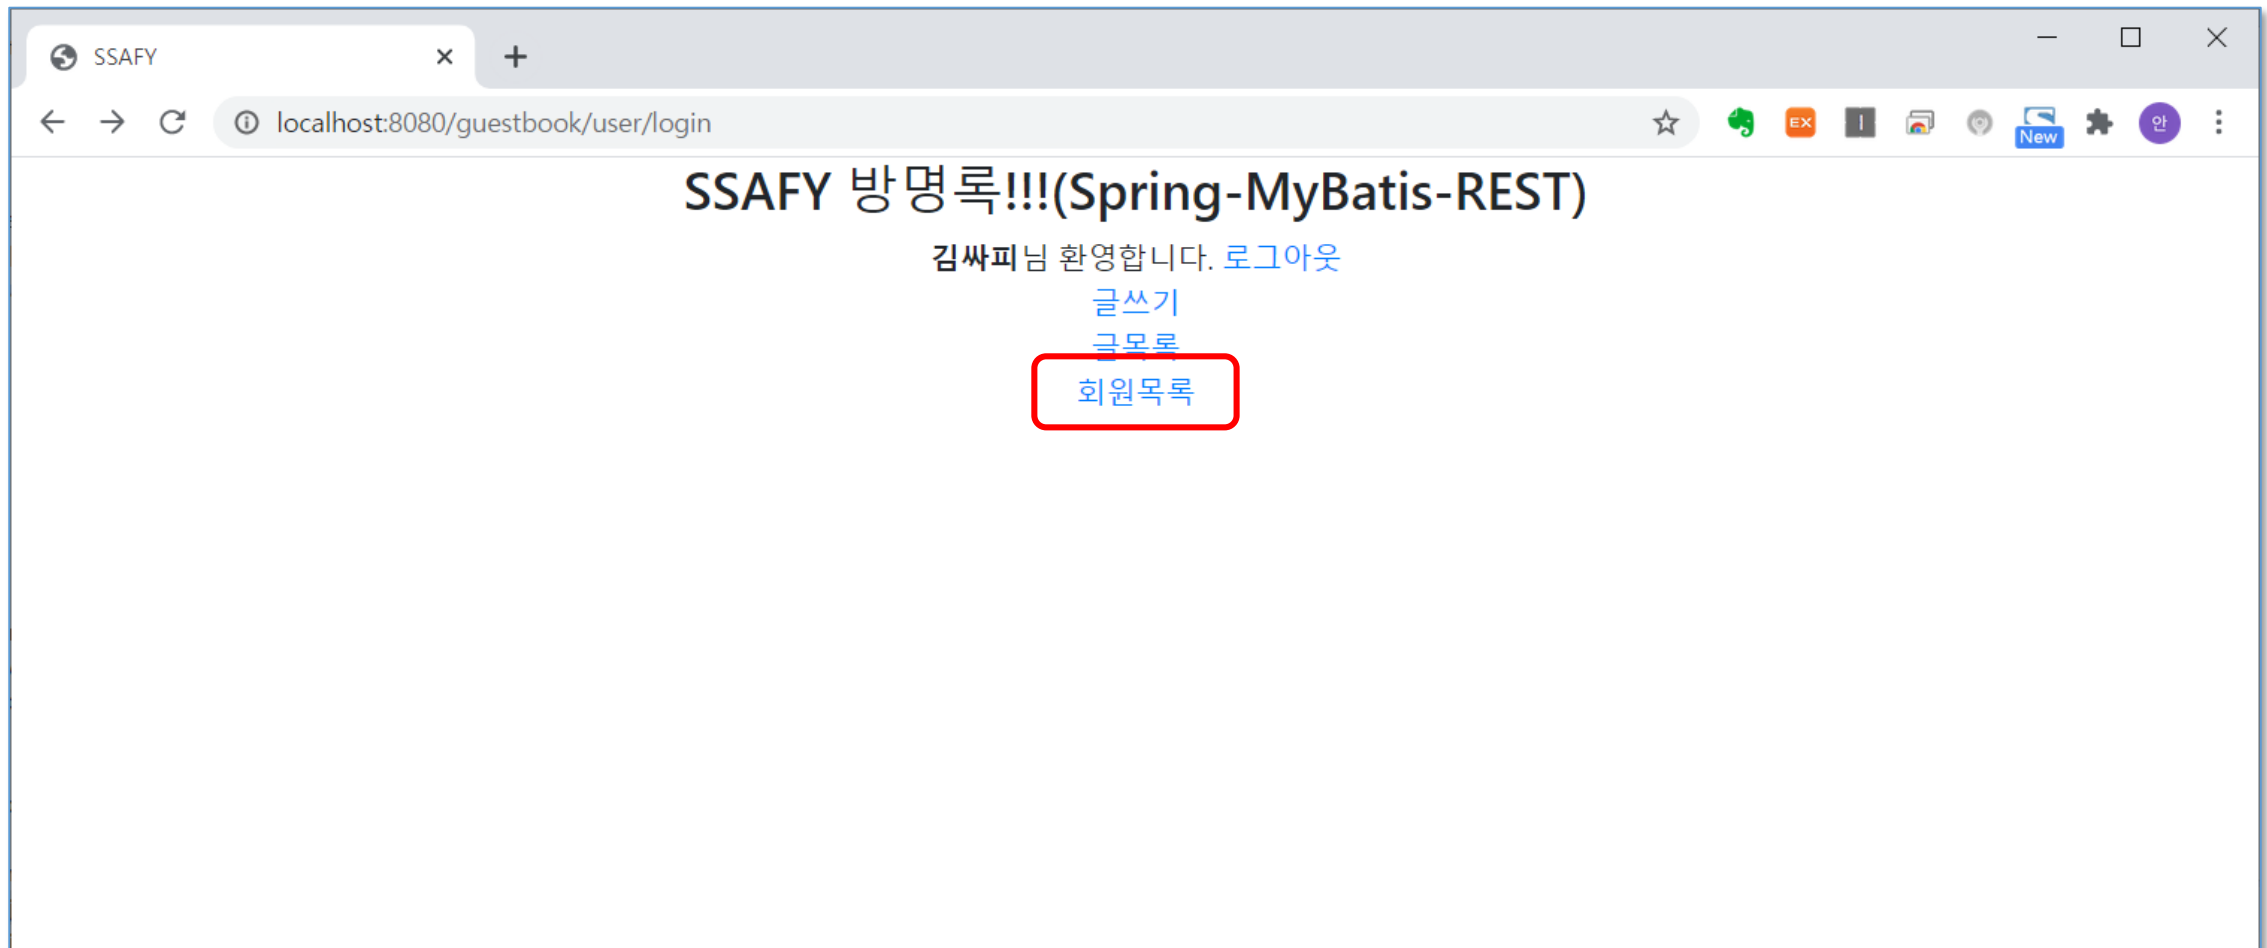 SSAFY
localhost:8080/guestbook/user/login
EX
New
안
SSAFY 방명록!!!(Spring-MyBatis-REST)
김싸피님 환영합니다. 로그아웃
글쓰기
글목록
회원목록